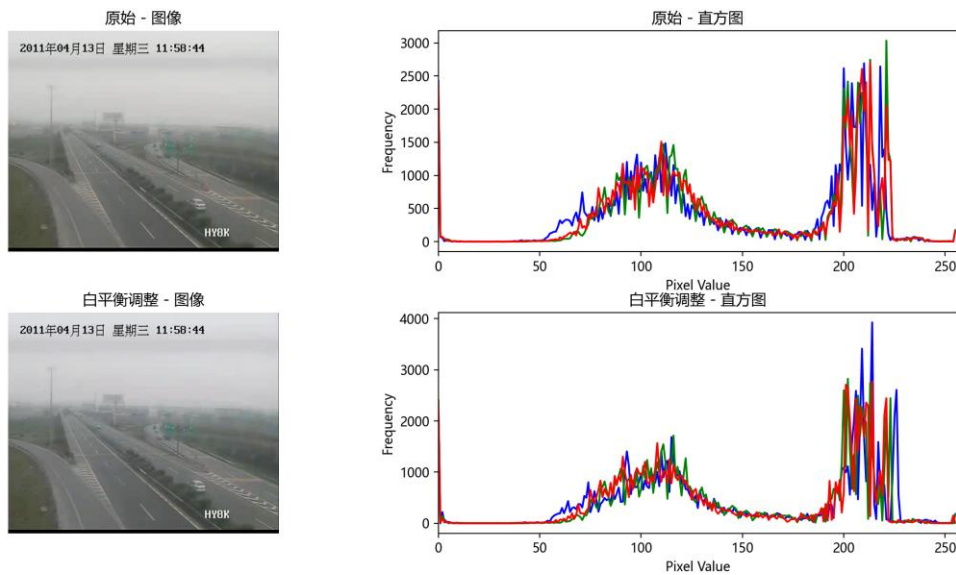 原始 - 图像
2011年04月13日 星期三 11:58:44
HYBK
原始 - 直方图
3000
2500
2000
1500
1000
500
0
Frequency
0 50 100 150 200 250
Pixel Value
白平衡调整 - 图像
2011年04月13日 星期三 11:58:44
HYBK
白平衡调整 - 直方图
4000
3000
2000
1000
0
Frequency
0 50 100 150 200 250
Pixel Value